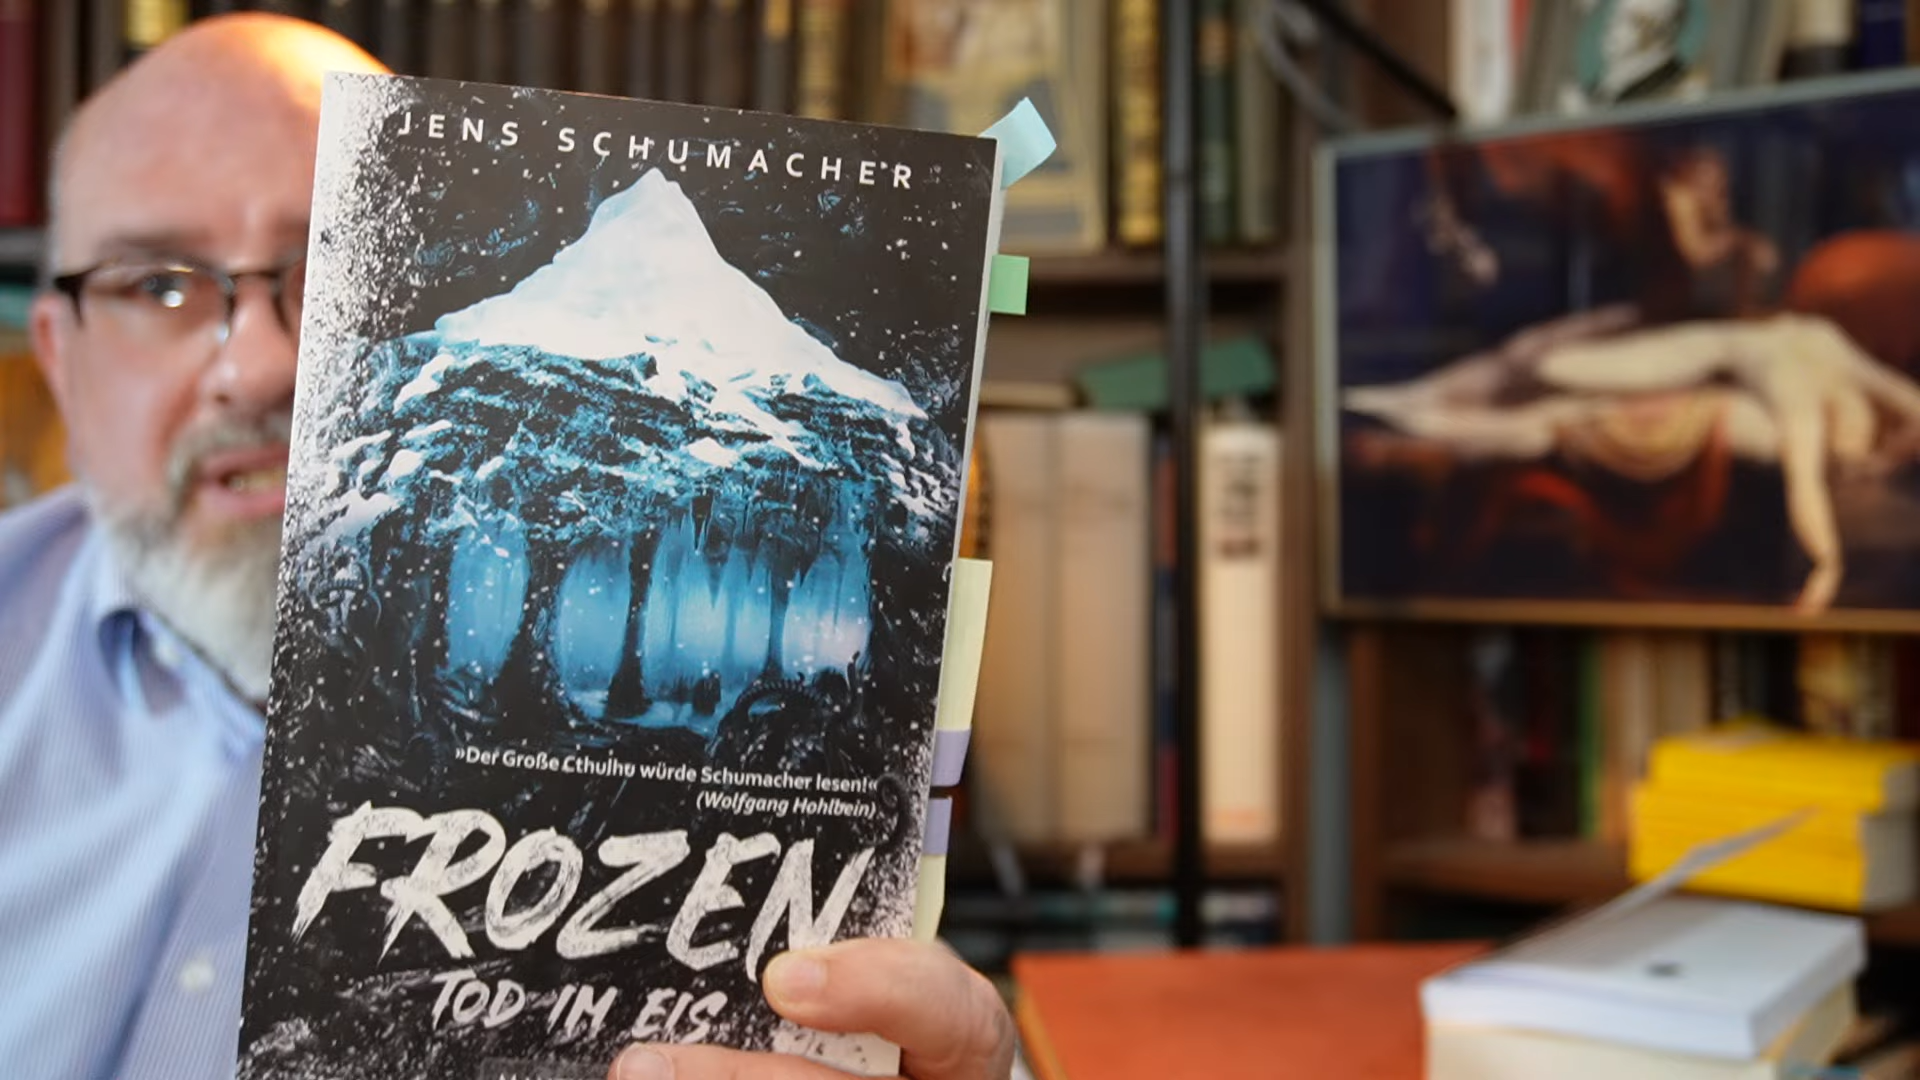 JENS SCHUMACHER
»Der Große Cthulhu würde Schumacher lesen!«
(Wolfgang Hohlbein)
FROZEN
TOD IM EIS